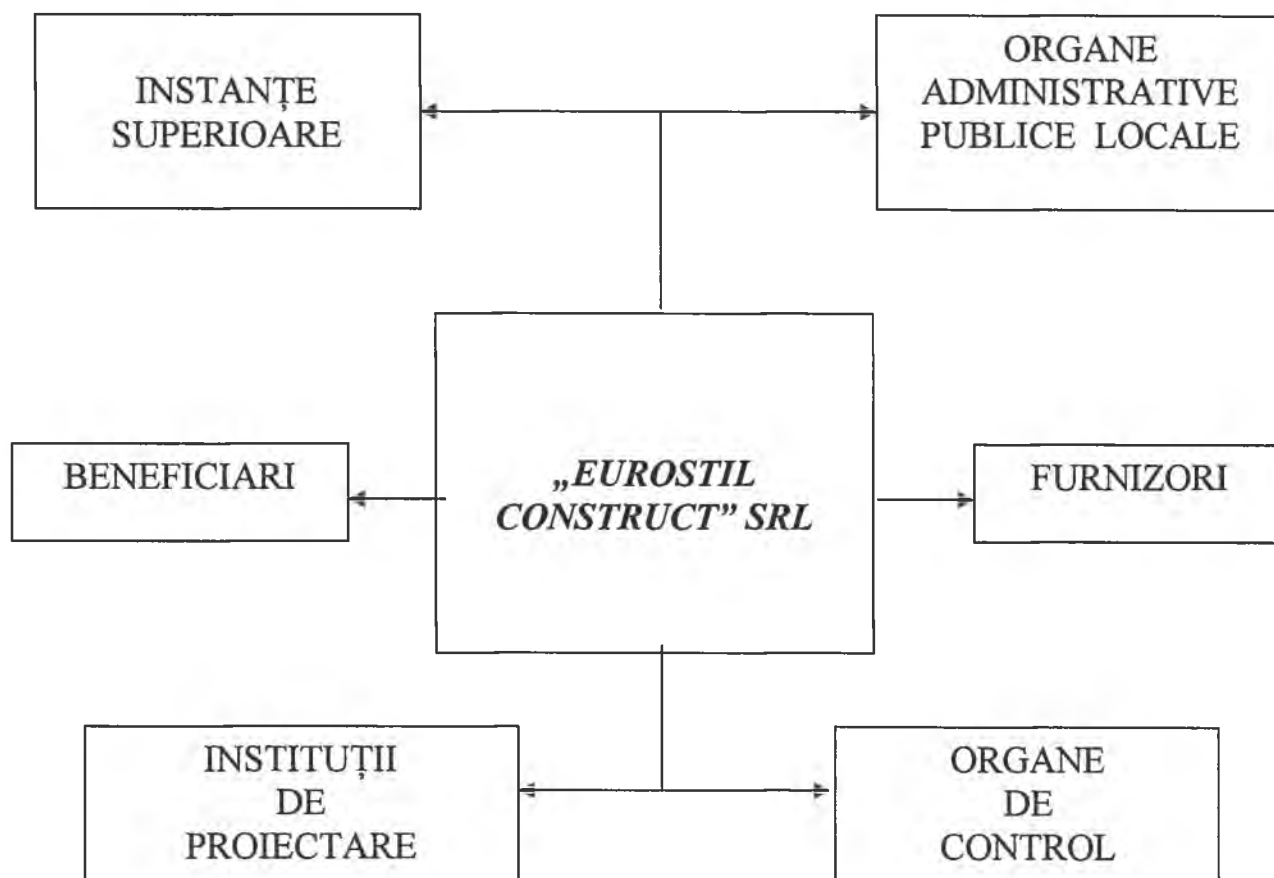 INSTANȚE
SUPERIOARE
ORGANE
ADMINISTRATIVE
PUBLICE LOCALE
BENEFICIARI
„EUROSTIL
CONSTRUCT” SRL
FURNIZORI
INSTITUȚII
DE
PROIECTARE
ORGANE
DE
CONTROL